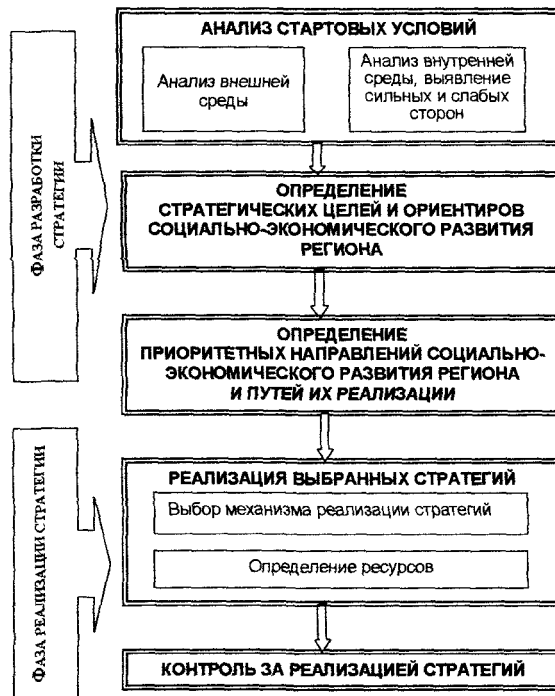 АНАЛИЗ СТАРТОВЫХ УСЛОВИЙ
Анализ внешней
среды
Анализ внутренней
среды, выявление
сильных и слабых
сторон
ФАЗА РАЗРАБОТКИ
СТРАТЕГИИ
ОПРЕДЕЛЕНИЕ
СТРАТЕГИЧЕСКИХ ЦЕЛЕЙ И ОРИЕНТИРОВ
СОЦИАЛЬНО-ЭКОНОМИЧЕСКОГО РАЗВИТИЯ
РЕГИОНА
ОПРЕДЕЛЕНИЕ
ПРИОРИТЕТНЫХ НАПРАВЛЕНИЙ СОЦИАЛЬНО-
ЭКОНОМИЧЕСКОГО РАЗВИТИЯ РЕГИОНА
И ПУТЕЙ ИХ РЕАЛИЗАЦИИ
ФАЗА РЕАЛИЗАЦИИ СТРАТЕГИИ
РЕАЛИЗАЦИЯ ВЫБРАННЫХ СТРАТЕГИЙ
Выбор механизма реализации стратегий
Определение ресурсов
КОНТРОЛЬ ЗА РЕАЛИЗАЦИЕЙ СТРАТЕГИЙ